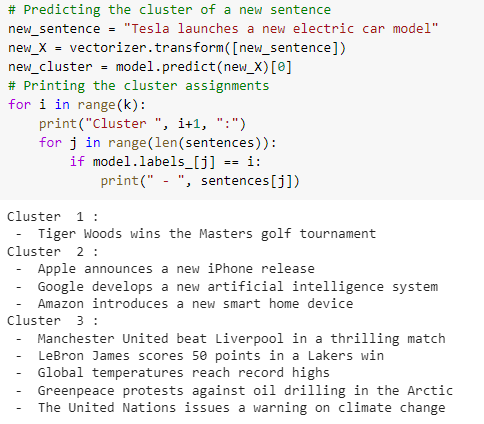 # Predicting the cluster of a new sentence
new_sentence = "Tesla launches a new electric car model"
new_X = vectorizer.transform([new_sentence])
new_cluster = model.predict(new_X)[0]
# Printing the cluster assignments
for i in range(k):
    print("Cluster ", i+1, ":")
    for j in range(len(sentences)):
        if model.labels_[j] == i:
            print(" - ", sentences[j])
Cluster  1 :
 -  Tiger Woods wins the Masters golf tournament
Cluster  2 :
 -  Apple announces a new iPhone release
 -  Google develops a new artificial intelligence system
 -  Amazon introduces a new smart home device
Cluster  3 :
 -  Manchester United beat Liverpool in a thrilling match
 -  LeBron James scores 50 points in a Lakers win
 -  Global temperatures reach record highs
 -  Greenpeace protests against oil drilling in the Arctic
 -  The United Nations issues a warning on climate change